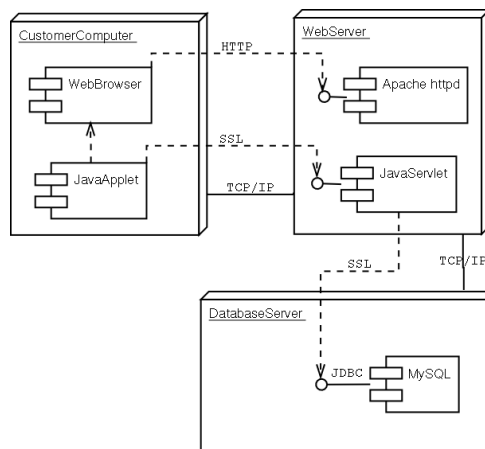 CustomerComputer
WebServer
HTTP
WebBrowser
Apache httpd
SSL
JavaApplet
JavaServlet
TCP/IP
SSL
TCP/IP
DatabaseServer
JDBC
MySQL